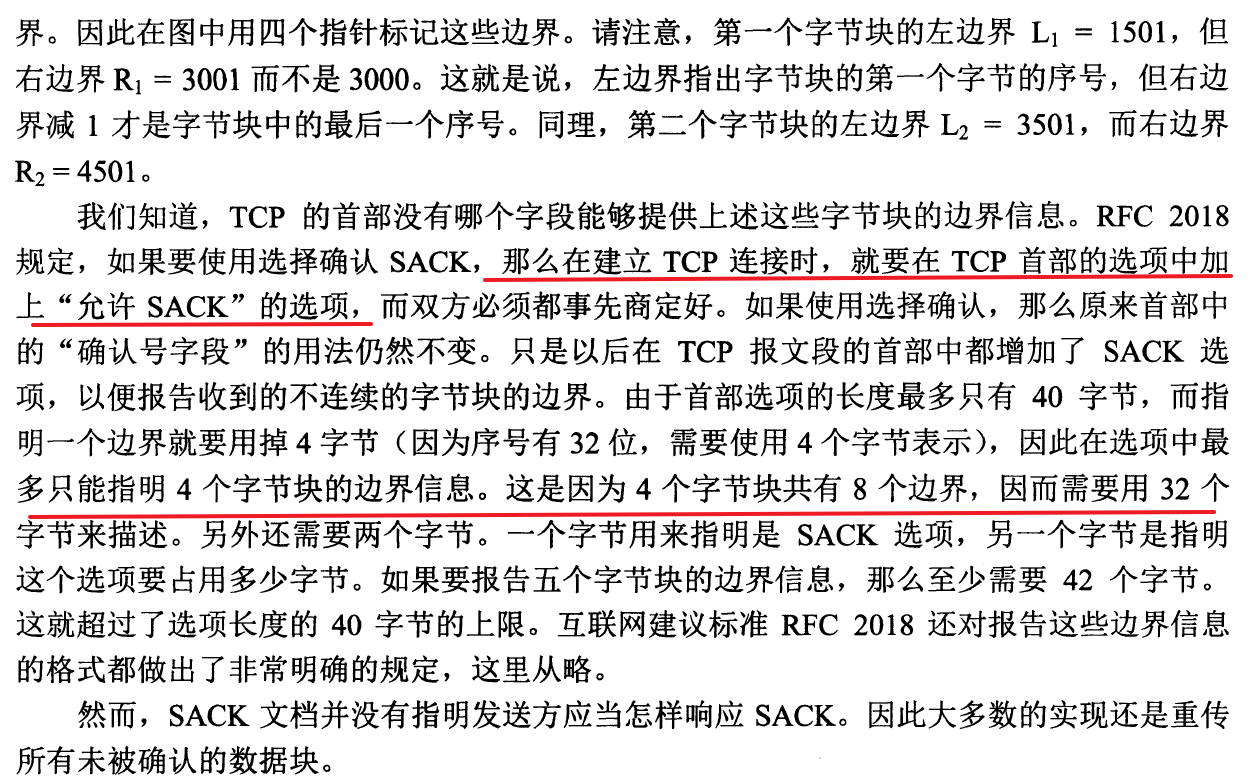 界。因此在图中用四个指针标记这些边界。请注意，第一个字节块的左边界 L₁ = 1501，但
右边界 R₁ = 3001 而不是 3000。这就是说，左边界指出字节块的第一个字节的序号，但右边
界减 1 才是字节块中的最后一个序号。同理，第二个字节块的左边界 L₂ = 3501，而右边界
R₂ = 4501。
我们知道，TCP 的首部没有哪个字段能够提供上述这些字节块的边界信息。RFC 2018
规定，如果要使用选择确认 SACK，那么在建立 TCP 连接时，就要在 TCP 首部的选项中加
上“允许 SACK”的选项，而双方必须都事先商定好。如果使用选择确认，那么原来首部中
的“确认号字段”的用法仍然不变。只是以后在 TCP 报文段的首部中都增加了 SACK 选
项，以便报告收到的不连续的字节块的边界。由于首部选项的长度最多只有 40 字节，而指
明一个边界就要用掉 4 字节（因为序号有 32 位，需要使用 4 个字节表示），因此在选项中最
多只能指明 4 个字节块的边界信息。这是因为 4 个字节块共有 8 个边界，因而需要用 32 个
字节来描述。另外还需要两个字节。一个字节用来指明是 SACK 选项，另一个字节是指明
这个选项要占用多少字节。如果要报告五个字节块的边界信息，那么至少需要 42 个字节。
这就超过了选项长度的 40 字节的上限。互联网建议标准 RFC 2018 还对报告这些边界信息
的格式都做出了非常明确的规定，这里从略。
然而，SACK 文档并没有指明发送方应当怎样响应 SACK。因此大多数的实现还是重传
所有未被确认的数据块。